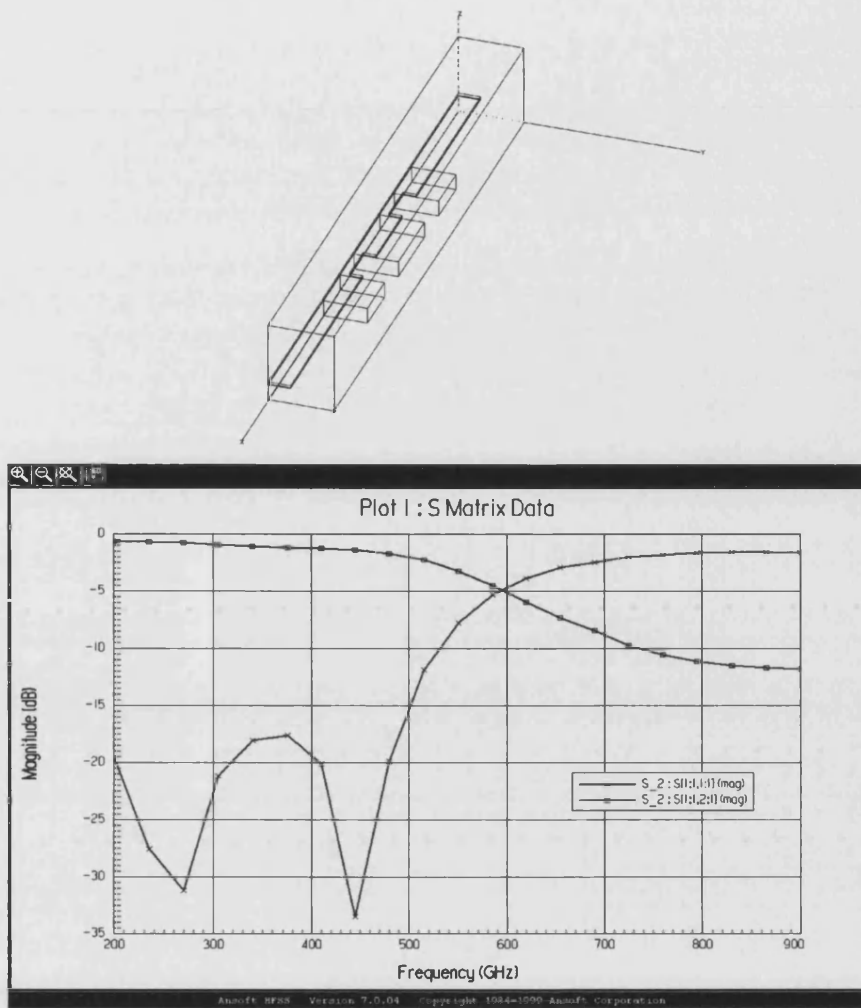 Plot 1 : S Matrix Data
0
-5
-10
-15
-20
-25
-30
-35
Magnitude (dB)
S_2 : S[1:1,1:1] (mag)
S_2 : S[1:1,2:1] (mag)
200
300
400
500
600
700
800
900
Frequency (GHz)
Ansoft HFSS Version 7.0.04 Copyright 1984-1999 Ansoft Corporation